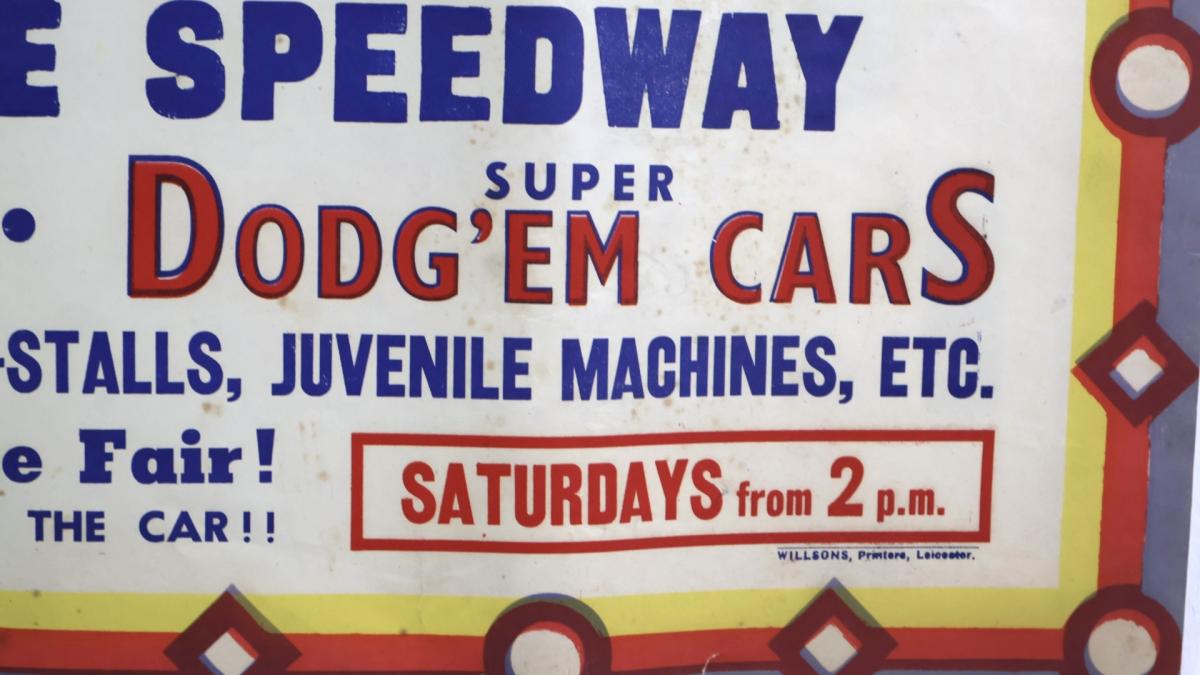 E SPEEDWAY
SUPER
• DODG'EM CARS
-STALLS, JUVENILE MACHINES, ETC.
e Fair!
THE CAR!!
SATURDAYS from 2 p.m.
WILLSONS, Printers, Leicester.